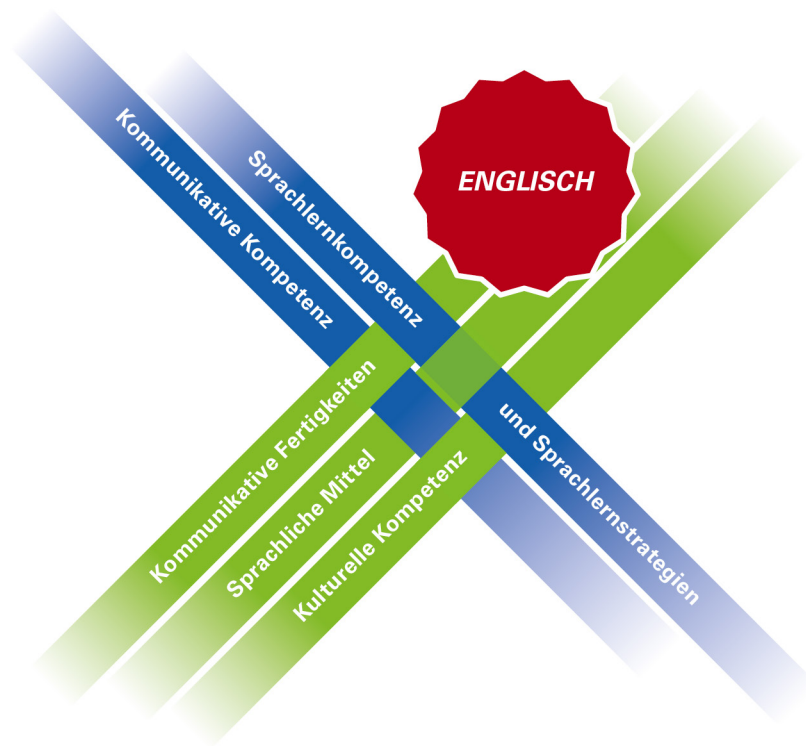 ENGLISCH
Kommunikative Kompetenz
Sprachlernkompetenz
und Sprachlernstrategien
Kommunikative Fertigkeiten
Sprachliche Mittel
Kulturelle Kompetenz